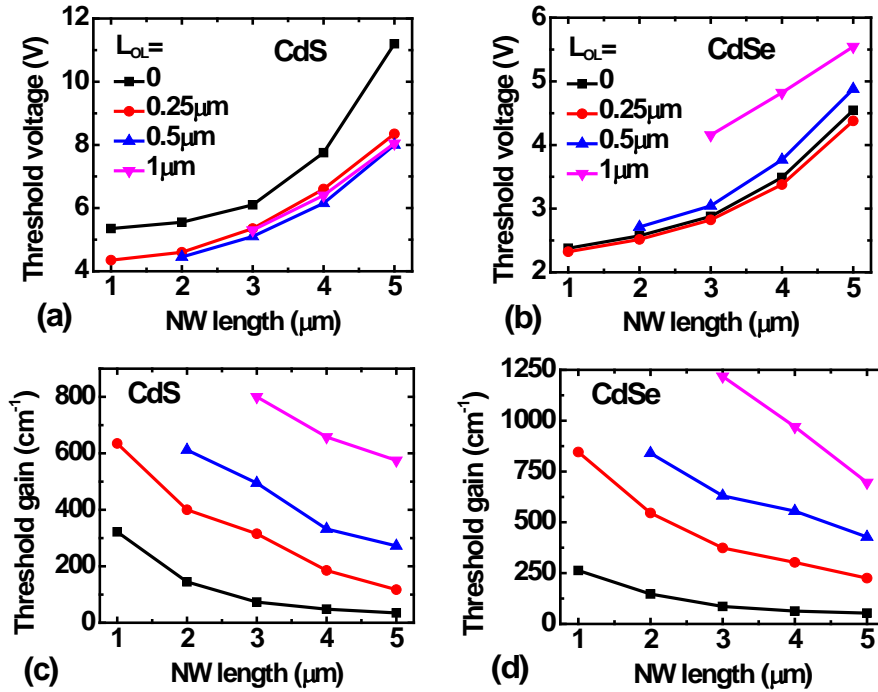 Threshold voltage (V)
12
10
8
6
4
L_OL=
0
0.25μm
0.5μm
1μm
CdS
1 2 3 4 5
NW length (μm)
(a)
Threshold voltage (V)
6
5
4
3
2
L_OL=
0
0.25μm
0.5μm
1μm
CdSe
1 2 3 4 5
NW length (μm)
(b)
Threshold gain (cm⁻¹)
800
600
400
200
0
CdS
1 2 3 4 5
NW length (μm)
(c)
Threshold gain (cm⁻¹)
1250
1000
750
500
250
0
CdSe
1 2 3 4 5
NW length (μm)
(d)